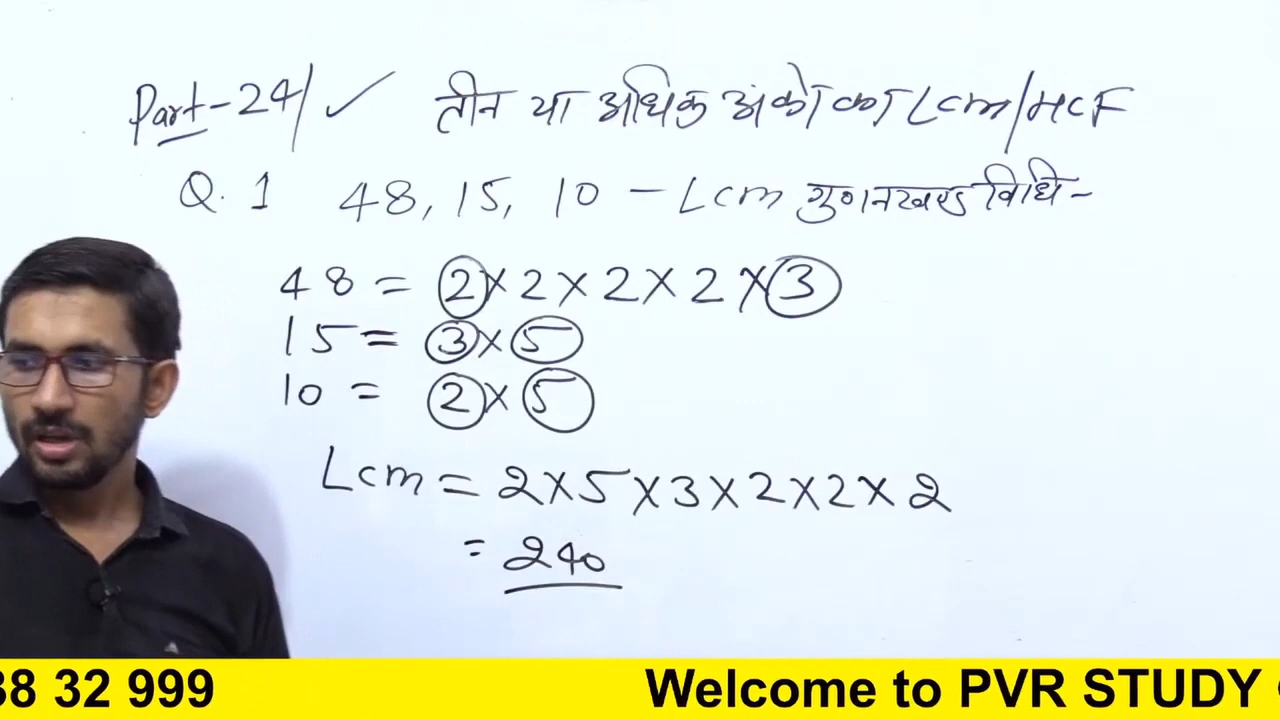 Part-24/ ✓ तीन या अधिक अंको का Lcm/HCF
Q. 1 48, 15, 10 - Lcm गुणनखण्ड विधि -
48 = 2×2×2×2×3
15 = 3×5
10 = 2×5
Lcm = 2×5×3×2×2×2
= 240
38 32 999 Welcome to PVR STUDY